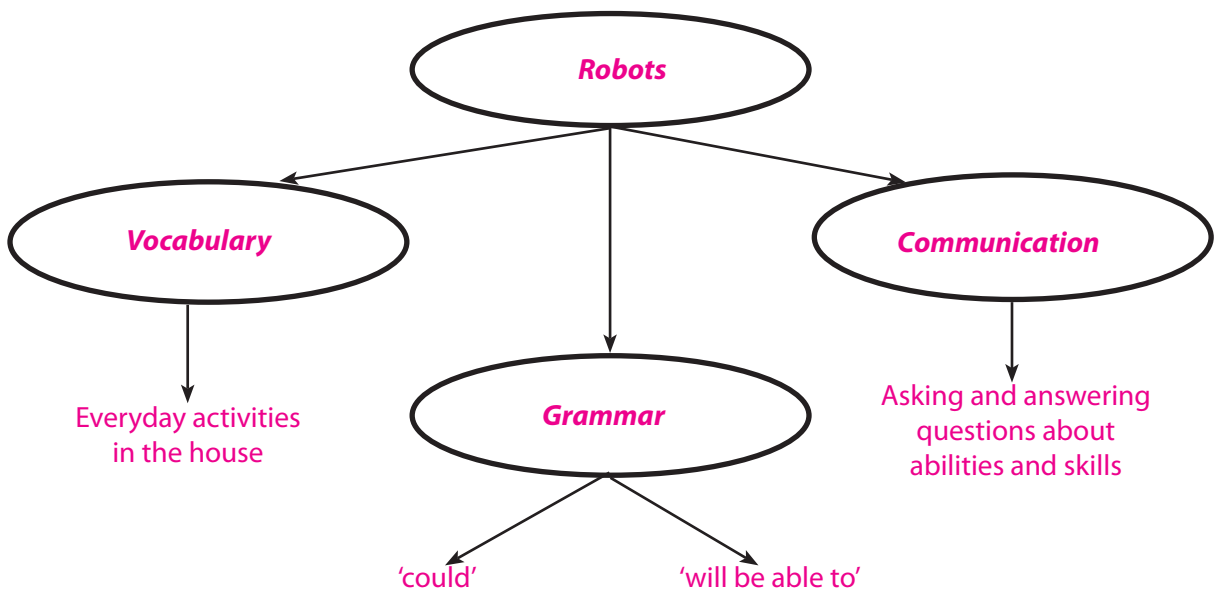 Robots
Vocabulary
Communication
Everyday activities
in the house
Grammar
Asking and answering
questions about
abilities and skills
‘could’
‘will be able to’